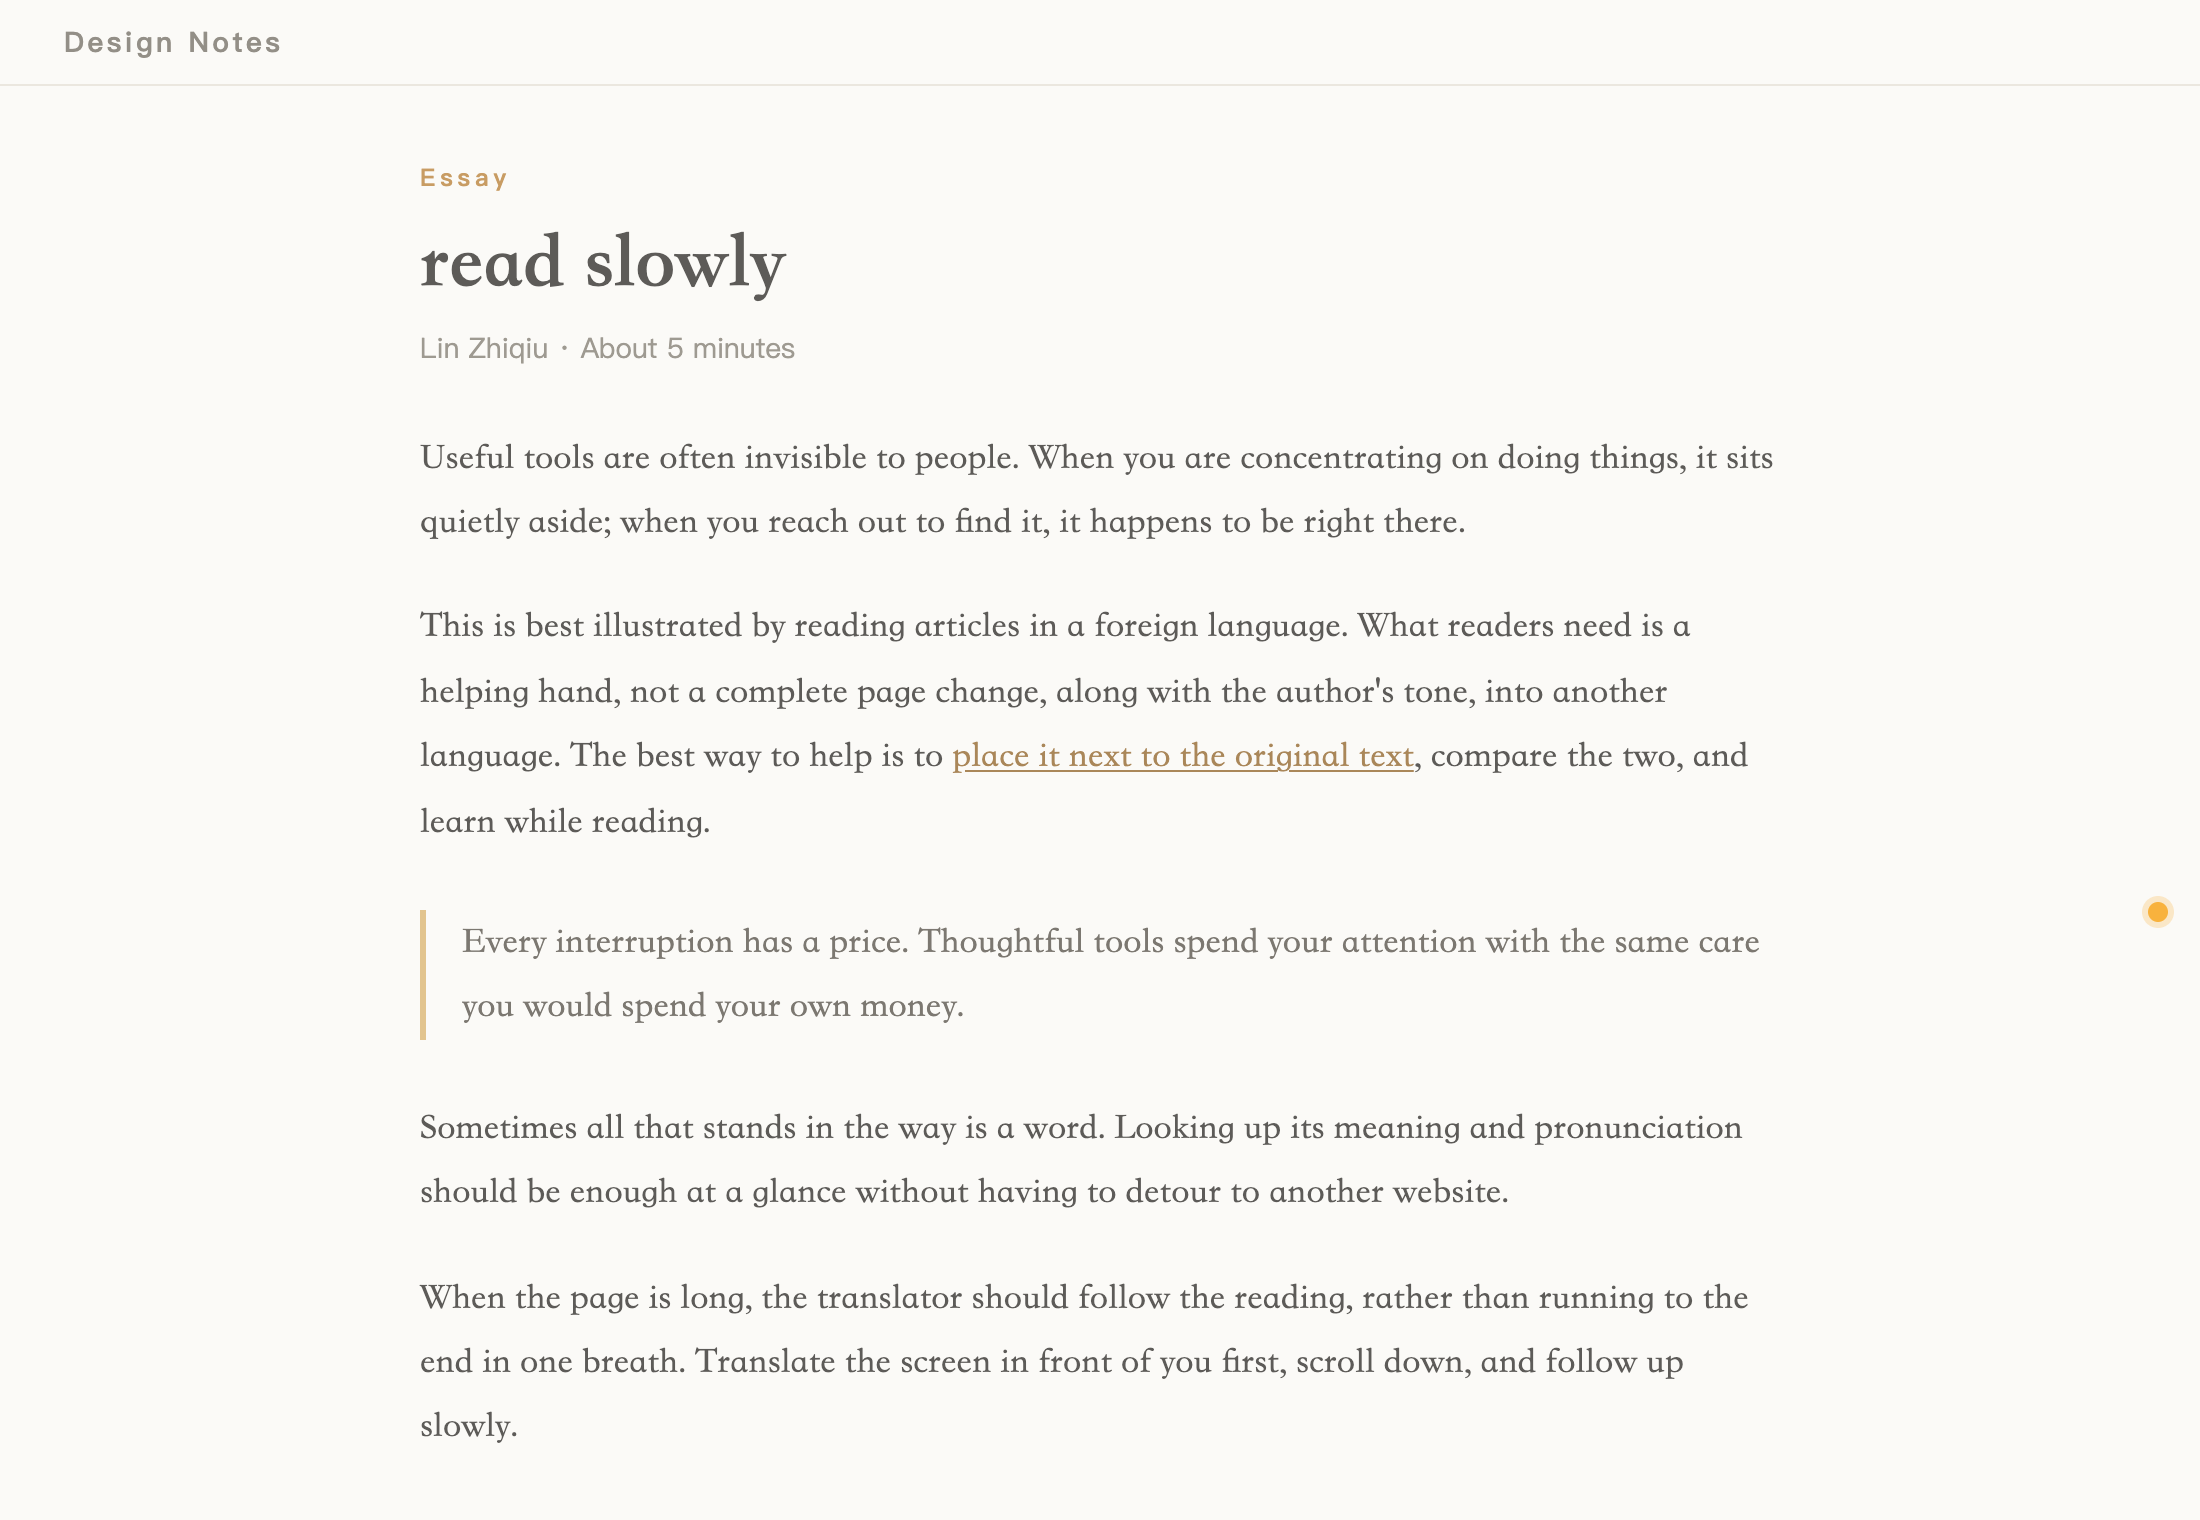 Design Notes
Essay
read slowly
Lin Zhiqiu · About 5 minutes
Useful tools are often invisible to people. When you are concentrating on doing things, it sits
quietly aside; when you reach out to find it, it happens to be right there.
This is best illustrated by reading articles in a foreign language. What readers need is a
helping hand, not a complete page change, along with the author's tone, into another
language. The best way to help is to place it next to the original text, compare the two, and
learn while reading.
Every interruption has a price. Thoughtful tools spend your attention with the same care
you would spend your own money.
Sometimes all that stands in the way is a word. Looking up its meaning and pronunciation
should be enough at a glance without having to detour to another website.
When the page is long, the translator should follow the reading, rather than running to the
end in one breath. Translate the screen in front of you first, scroll down, and follow up
slowly.